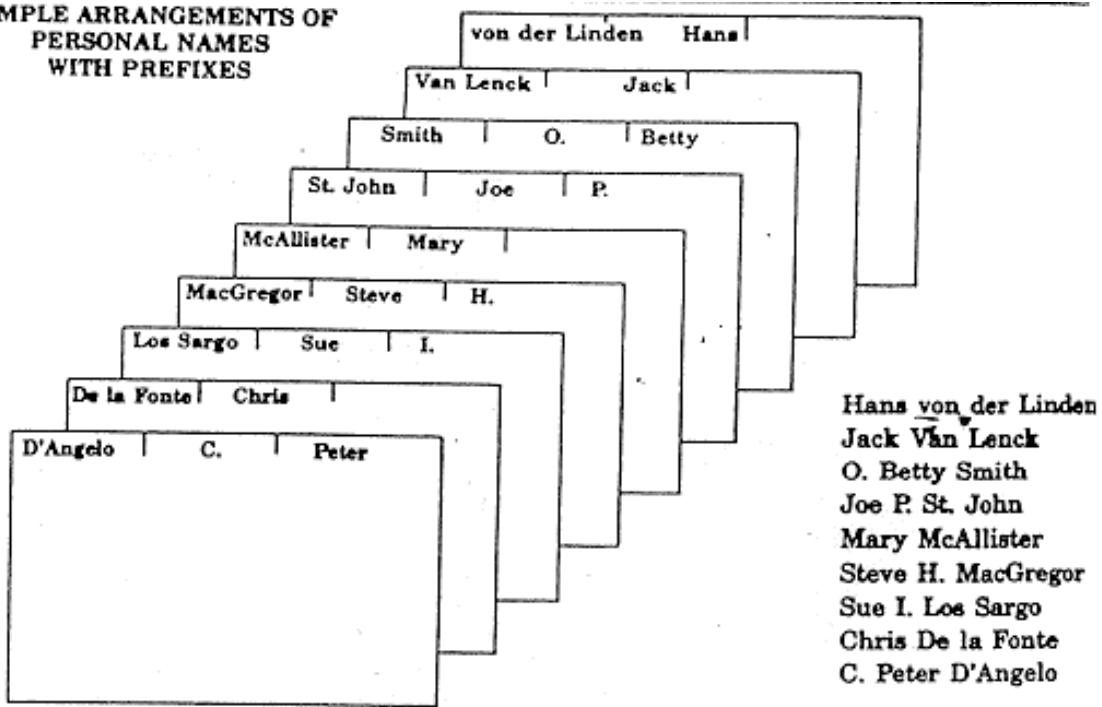 MPLE ARRANGEMENTS OF
PERSONAL NAMES
WITH PREFIXES
von der Linden Hans
Van Lenck Jack
Smith O. Betty
St. John Joe P.
McAllister Mary
MacGregor Steve H.
Los Sargo Sue I.
De la Fonte Chris
D'Angelo C. Peter
Hans von der Linden
Jack Van Lenck
O. Betty Smith
Joe P. St. John
Mary McAllister
Steve H. MacGregor
Sue I. Los Sargo
Chris De la Fonte
C. Peter D'Angelo